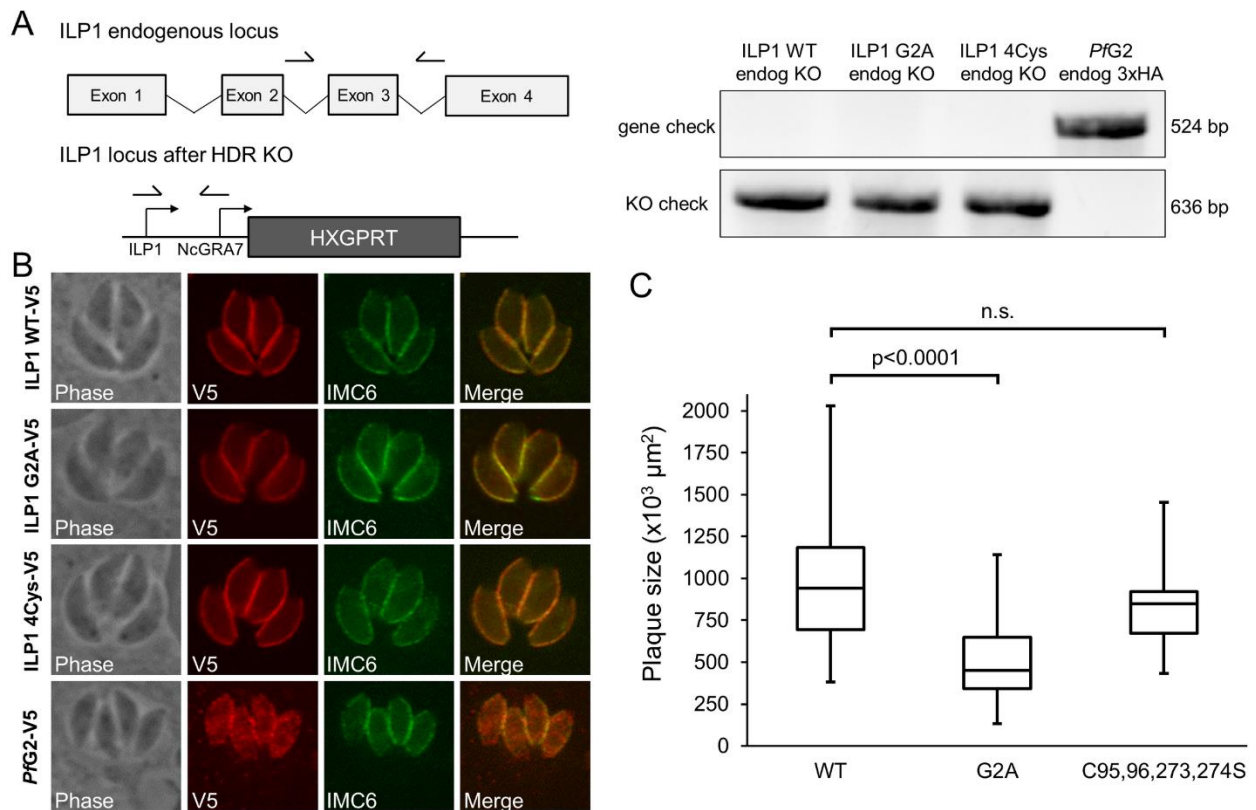 A
ILP1 endogenous locus
Exon 1 Exon 2 Exon 3 Exon 4
ILP1 locus after HDR KO
ILP1 NcGRA7 HXGPRT
ILP1 WT endog KO
ILP1 G2A endog KO
ILP1 4Cys endog KO
PfG2 endog 3xHA
gene check 524 bp
KO check 636 bp
B
ILP1 WT-V5
Phase V5 IMC6 Merge
ILP1 G2A-V5
Phase V5 IMC6 Merge
ILP1 4Cys-V5
Phase V5 IMC6 Merge
PfG2-V5
Phase V5 IMC6 Merge
C
n.s.
p<0.0001
Plaque size (x10³ µm²)
2000
1750
1500
1250
1000
750
500
250
0
WT G2A C95,96,273,274S